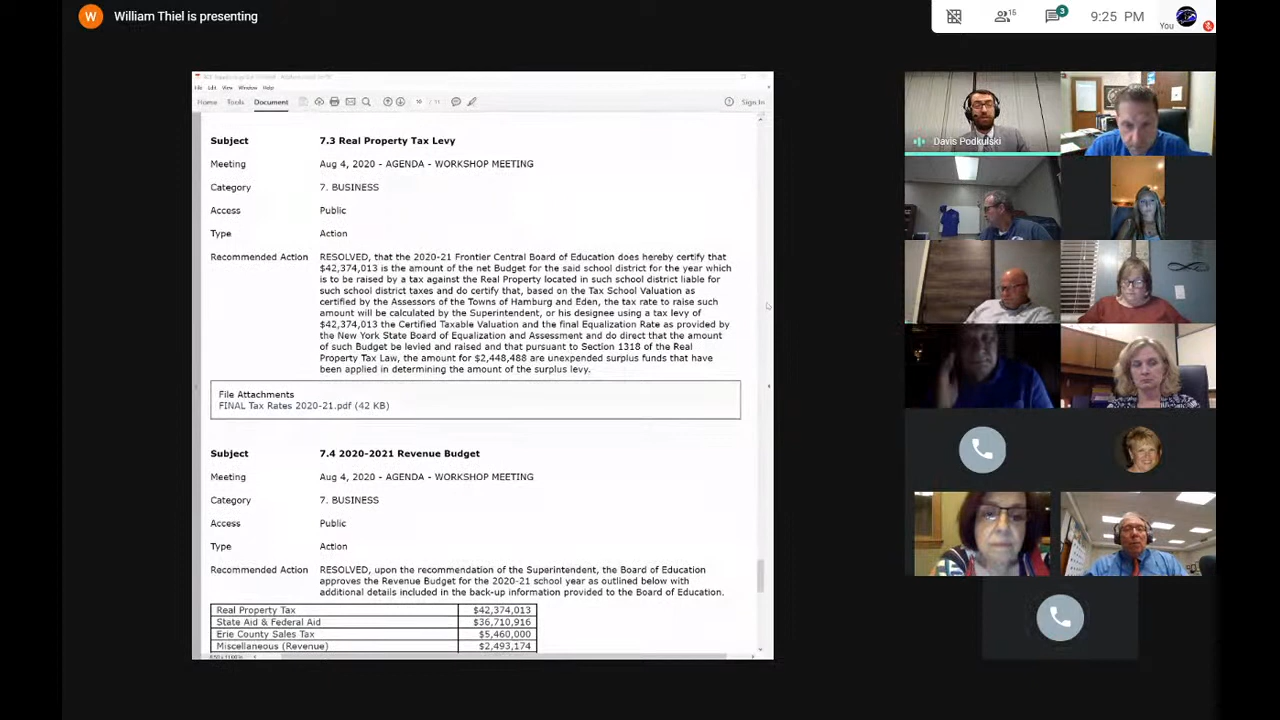 W William Thiel is presenting
16
3
9:25 PM
You
File Edit View Window Help
Home Tools Document
Sign In
Subject 7.3 Real Property Tax Levy
Meeting Aug 4, 2020 - AGENDA - WORKSHOP MEETING
Category 7. BUSINESS
Access Public
Type Action
Recommended Action RESOLVED, that the 2020-21 Frontier Central Board of Education does hereby certify that
$42,374,013 is the amount of the net Budget for the said school district for the year which
is to be raised by a tax against the Real Property located in such school district liable for
such school district taxes and do certify that, based on the Tax School Valuation as
certified by the Assessors of the Towns of Hamburg and Eden, the tax rate to raise such
amount will be calculated by the Superintendent, or his designee using a tax levy of
$42,374,013 the Certified Taxable Valuation and the final Equalization Rate as provided by
the New York State Board of Equalization and Assessment and do direct that the amount
of such Budget be levied and raised and that pursuant to Section 1318 of the Real
Property Tax Law, the amount for $2,448,488 are unexpended surplus funds that have
been applied in determining the amount of the surplus levy.
File Attachments
FINAL Tax Rates 2020-21.pdf (42 KB)
Subject 7.4 2020-2021 Revenue Budget
Meeting Aug 4, 2020 - AGENDA - WORKSHOP MEETING
Category 7. BUSINESS
Access Public
Type Action
Recommended Action RESOLVED, upon the recommendation of the Superintendent, the Board of Education
approves the Revenue Budget for the 2020-21 school year as outlined below with
additional details included in the back-up information provided to the Board of Education.
Real Property Tax $42,374,013
State Aid & Federal Aid $36,710,916
Erie County Sales Tax $5,460,000
Miscellaneous (Revenue) $2,493,174
Davis Podkulski